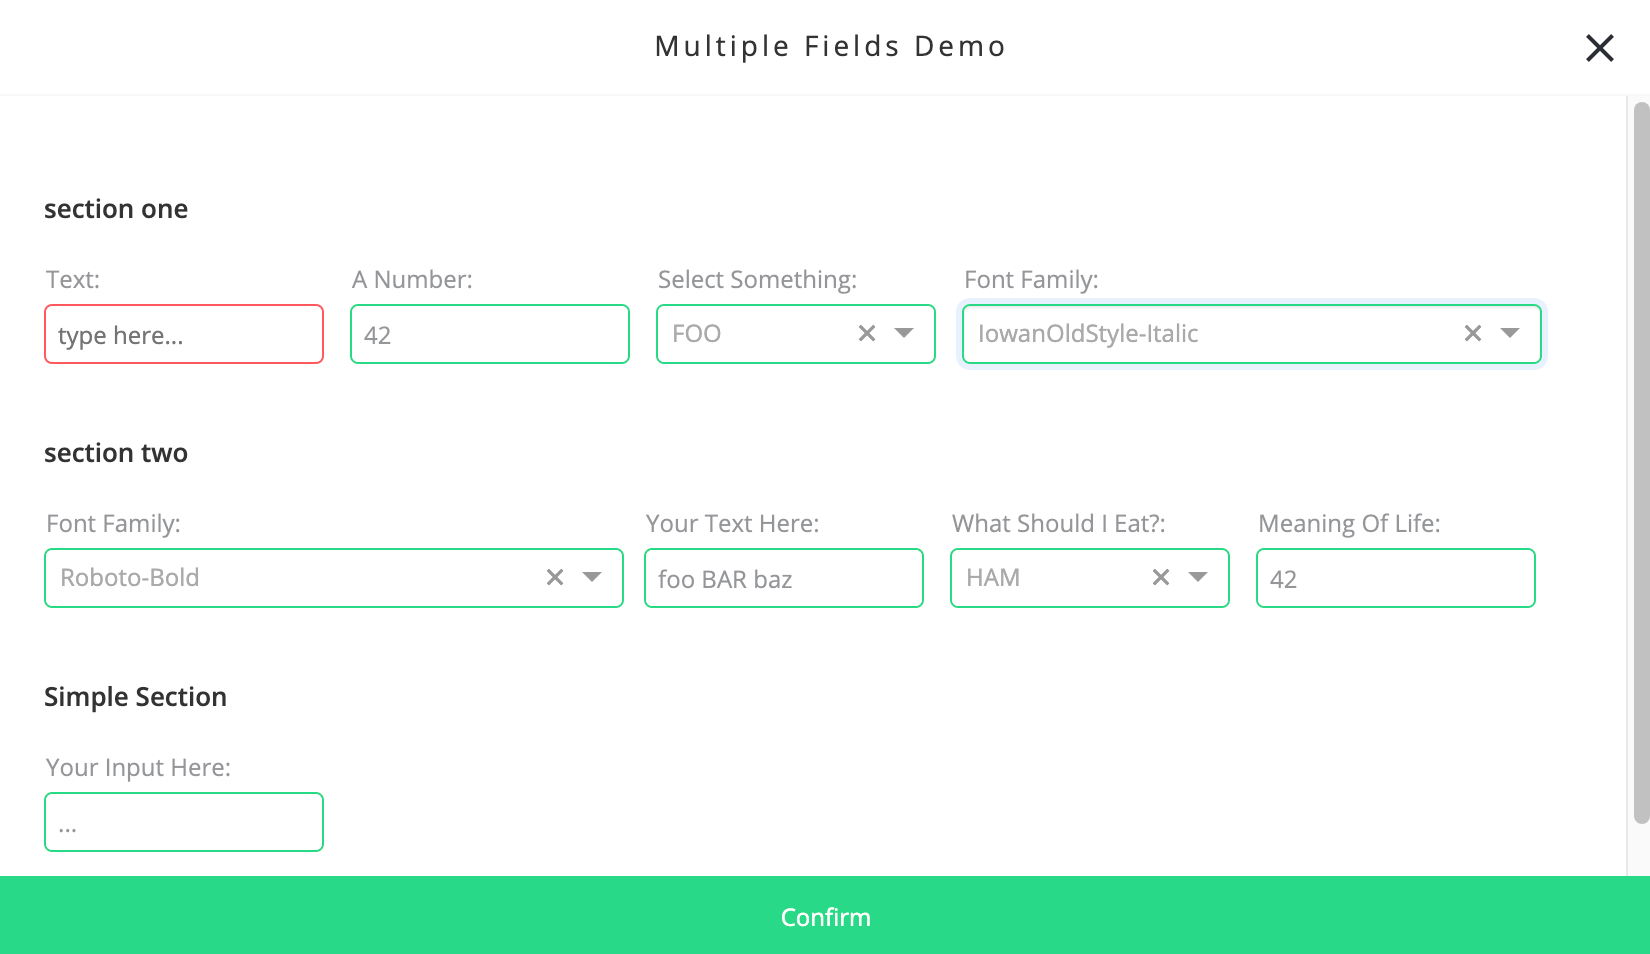 Multiple Fields Demo
section one
Text: A Number: Select Something: Font Family:
type here... 42 FOO IowanOldStyle-Italic
section two
Font Family: Your Text Here: What Should I Eat?: Meaning Of Life:
Roboto-Bold foo BAR baz HAM 42
Simple Section
Your Input Here:
...
Confirm